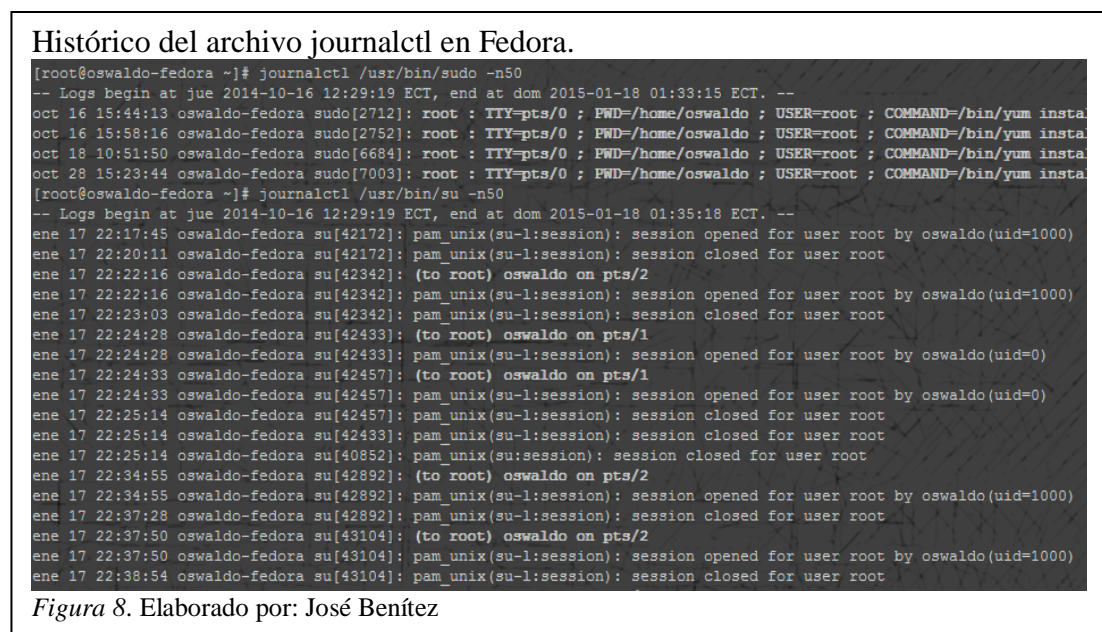 Histórico del archivo journalctl en Fedora.
[root@oswaldo-fedora ~]# journalctl /usr/bin/sudo -n50
-- Logs begin at jue 2014-10-16 12:29:19 ECT, end at dom 2015-01-18 01:33:15 ECT. --
oct 16 15:44:13 oswaldo-fedora sudo[2712]: root : TTY=pts/0 ; PWD=/home/oswaldo ; USER=root ; COMMAND=/bin/yum instal
oct 16 15:58:16 oswaldo-fedora sudo[2752]: root : TTY=pts/0 ; PWD=/home/oswaldo ; USER=root ; COMMAND=/bin/yum instal
oct 18 10:51:50 oswaldo-fedora sudo[6684]: root : TTY=pts/0 ; PWD=/home/oswaldo ; USER=root ; COMMAND=/bin/yum instal
oct 28 15:23:44 oswaldo-fedora sudo[7003]: root : TTY=pts/0 ; PWD=/home/oswaldo ; USER=root ; COMMAND=/bin/yum instal
[root@oswaldo-fedora ~]# journalctl /usr/bin/su -n50
-- Logs begin at jue 2014-10-16 12:29:19 ECT, end at dom 2015-01-18 01:35:18 ECT. --
ene 17 22:17:45 oswaldo-fedora su[42172]: pam_unix(su-l:session): session opened for user root by oswaldo(uid=1000)
ene 17 22:20:11 oswaldo-fedora su[42172]: pam_unix(su-l:session): session closed for user root
ene 17 22:22:16 oswaldo-fedora su[42342]: (to root) oswaldo on pts/2
ene 17 22:22:16 oswaldo-fedora su[42342]: pam_unix(su-l:session): session opened for user root by oswaldo(uid=1000)
ene 17 22:23:03 oswaldo-fedora su[42342]: pam_unix(su-l:session): session closed for user root
ene 17 22:24:28 oswaldo-fedora su[42433]: (to root) oswaldo on pts/1
ene 17 22:24:28 oswaldo-fedora su[42433]: pam_unix(su-l:session): session opened for user root by oswaldo(uid=0)
ene 17 22:24:33 oswaldo-fedora su[42457]: (to root) oswaldo on pts/1
ene 17 22:24:33 oswaldo-fedora su[42457]: pam_unix(su-l:session): session opened for user root by oswaldo(uid=0)
ene 17 22:25:14 oswaldo-fedora su[42457]: pam_unix(su-l:session): session closed for user root
ene 17 22:25:14 oswaldo-fedora su[42433]: pam_unix(su-l:session): session closed for user root
ene 17 22:25:14 oswaldo-fedora su[40852]: pam_unix(su:session): session closed for user root
ene 17 22:34:55 oswaldo-fedora su[42892]: (to root) oswaldo on pts/2
ene 17 22:34:55 oswaldo-fedora su[42892]: pam_unix(su-l:session): session opened for user root by oswaldo(uid=1000)
ene 17 22:37:28 oswaldo-fedora su[42892]: pam_unix(su-l:session): session closed for user root
ene 17 22:37:50 oswaldo-fedora su[43104]: (to root) oswaldo on pts/2
ene 17 22:37:50 oswaldo-fedora su[43104]: pam_unix(su-l:session): session opened for user root by oswaldo(uid=1000)
ene 17 22:38:54 oswaldo-fedora su[43104]: pam_unix(su-l:session): session closed for user root
Figura 8. Elaborado por: José Benítez